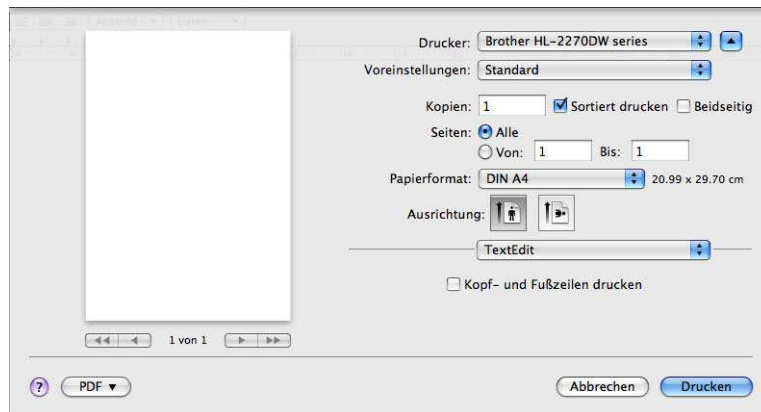 Abstand Listen
Drucker: Brother HL-2270DW series
Voreinstellungen: Standard
Kopien: 1 Sortiert drucken Beidseitig
Seiten: Alle
Von: 1 Bis: 1
Papierformat: DIN A4 20.99 x 29.70 cm
Ausrichtung:
TextEdit
Kopf- und Fußzeilen drucken
1 von 1
? PDF Abbrechen Drucken